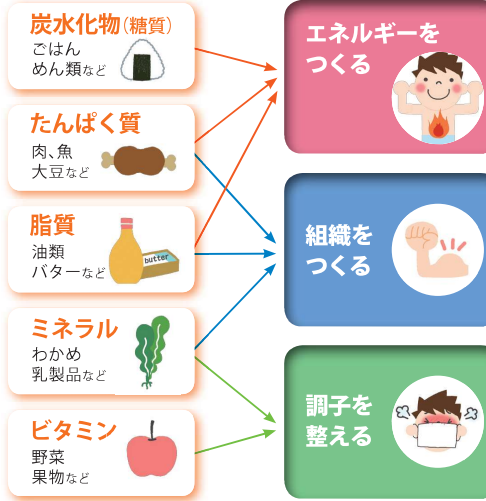 炭水化物(糖質)
ごはん
めん類など
たんぱく質
肉、魚
大豆など
脂質
油類
バターなど
butter
ミネラル
わかめ
乳製品など
ビタミン
野菜
果物など
エネルギーを
つくる
組織を
つくる
調子を
整える